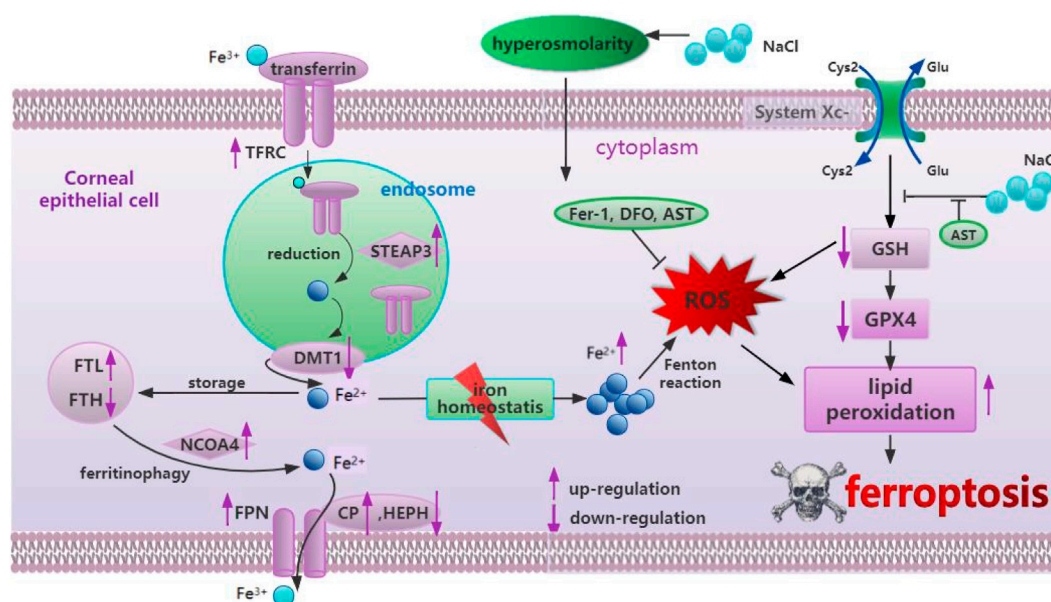 Fe³⁺
transferrin
hyperosmolarity
NaCl
Cys2
Glu
System Xc-
TFRC
cytoplasm
Corneal
epithelial cell
endosome
Cys2
Glu
NaC
Fer-1, DFO, AST
AST
reduction
STEAP3
GSH
ROS
GPX4
DMT1
Fe²⁺
Fenton
reaction
FTL
FTH
storage
Fe²⁺
iron
homeostatis
lipid
peroxidation
NCOA4
ferritinophagy
Fe²⁺
ferroptosis
up-regulation
down-regulation
FPN
CP
,HEPH
Fe³⁺